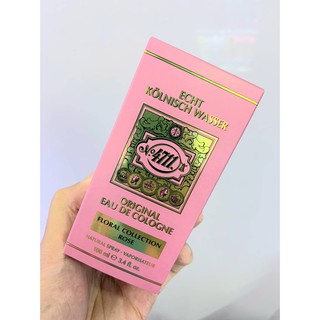 ECHT
KÖLNISCH WASSER
Nº 4711.
ORIGINAL
EAU DE COLOGNE
FLORAL COLLECTION
ROSE
NATURAL SPRAY - VAPORISATEUR
100 ml ℮ 3.4 fl. oz.